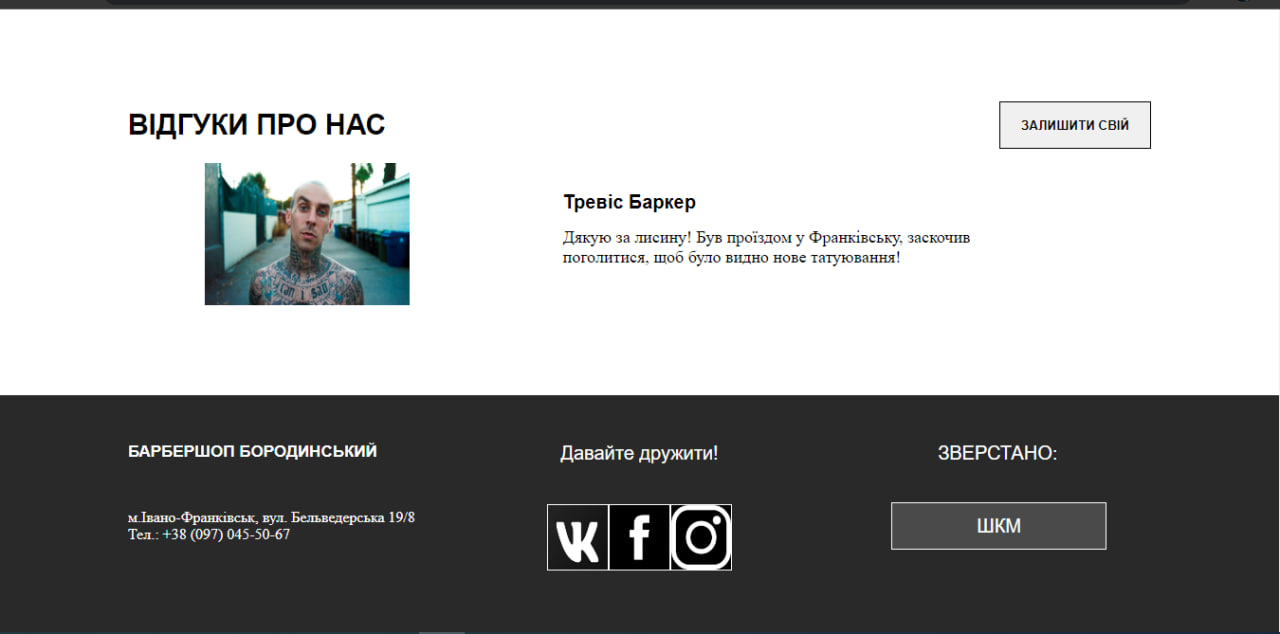 ВІДГУКИ ПРО НАС
ЗАЛИШИТИ СВІЙ
Тревіс Баркер
Дякую за лисину! Був проїздом у Франківську, заскочив
поголитися, щоб було видно нове татуювання!
БАРБЕРШОП БОРОДИНСЬКИЙ
м.Івано-Франківськ, вул. Бельведерська 19/8
Тел.: +38 (097) 045-50-67
Давайте дружити!
ЗВЕРСТАНО:
ШКМ